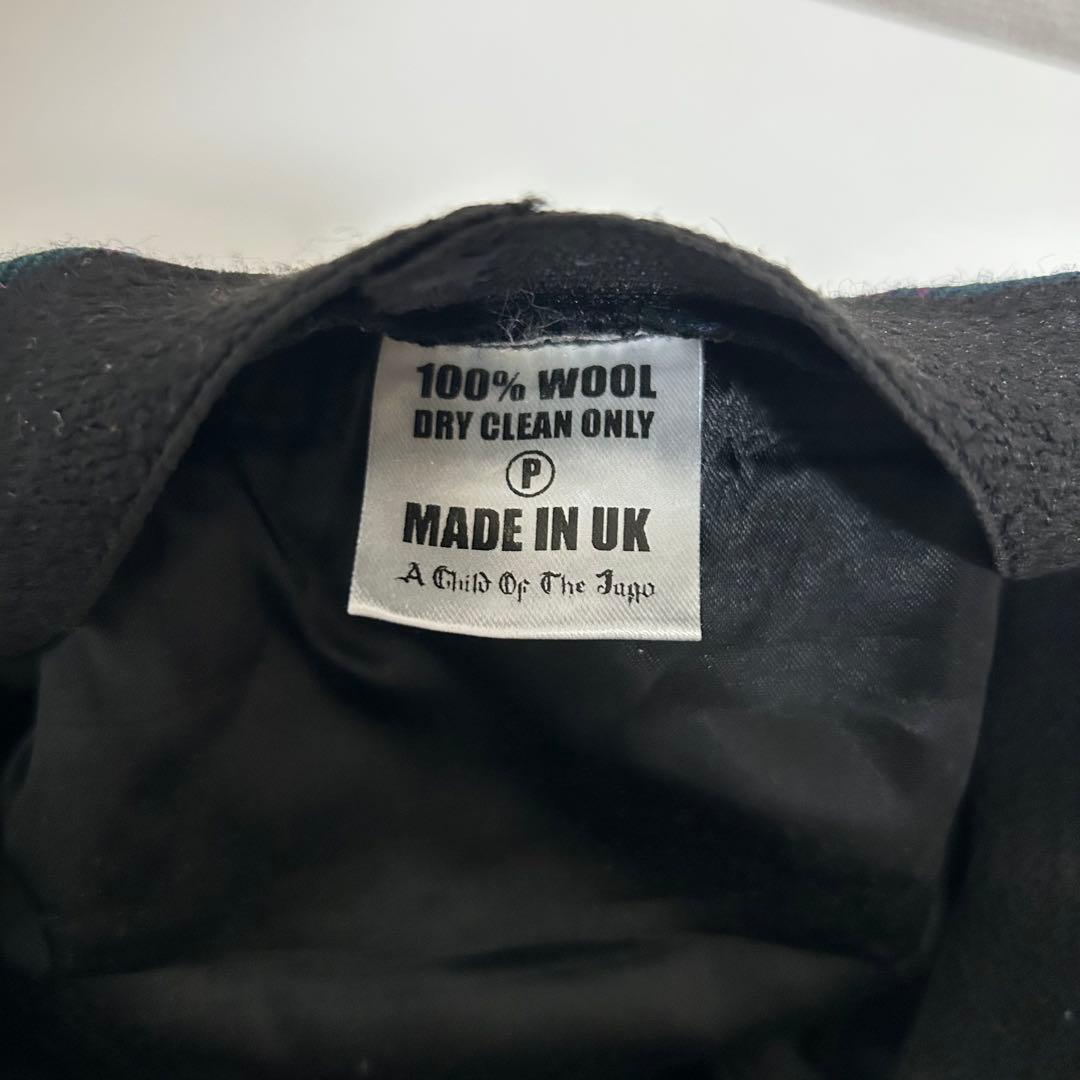 100% WOOL
DRY CLEAN ONLY
P
MADE IN UK
A Child Of The Jago